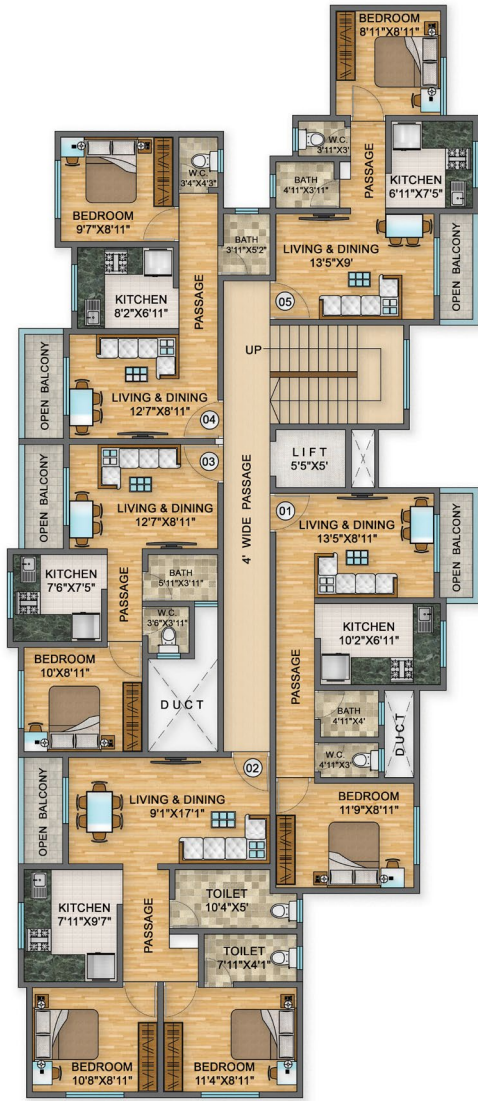 BEDROOM
8'11"X8'11"
W.C.
3'11"X3'
PASSAGE
KITCHEN
6'11"X7'5"
BATH
4'11"X3'11"
LIVING & DINING
13'5"X9'
OPEN BALCONY
05
BEDROOM
9'7"X8'11"
W.C.
3'4"X4'3"
BATH
3'11"X5'2"
KITCHEN
8'2"X6'11"
PASSAGE
LIVING & DINING
12'7"X8'11"
OPEN BALCONY
04
UP
LIFT
5'5"X5'
4' WIDE PASSAGE
03
LIVING & DINING
12'7"X8'11"
OPEN BALCONY
KITCHEN
7'6"X7'5"
PASSAGE
BATH
5'11"X3'11"
W.C.
3'6"X3'11"
BEDROOM
10'X8'11"
DUCT
01
LIVING & DINING
13'5"X8'11"
OPEN BALCONY
KITCHEN
10'2"X6'11"
PASSAGE
BATH
4'11"X4'
W.C.
4'11"X3'
DUCT
BEDROOM
11'9"X8'11"
02
LIVING & DINING
9'1"X17'1"
OPEN BALCONY
KITCHEN
7'11"X9'7"
PASSAGE
TOILET
10'4"X5'
TOILET
7'11"X4'1"
BEDROOM
10'8"X8'11"
BEDROOM
11'4"X8'11"